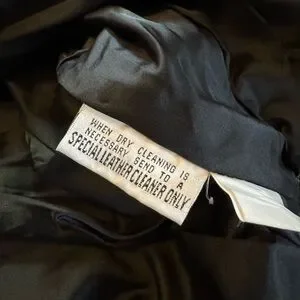 WHEN DRY CLEANING IS
NECESSARY SEND TO A
SPECIAL LEATHER CLEANER ONLY